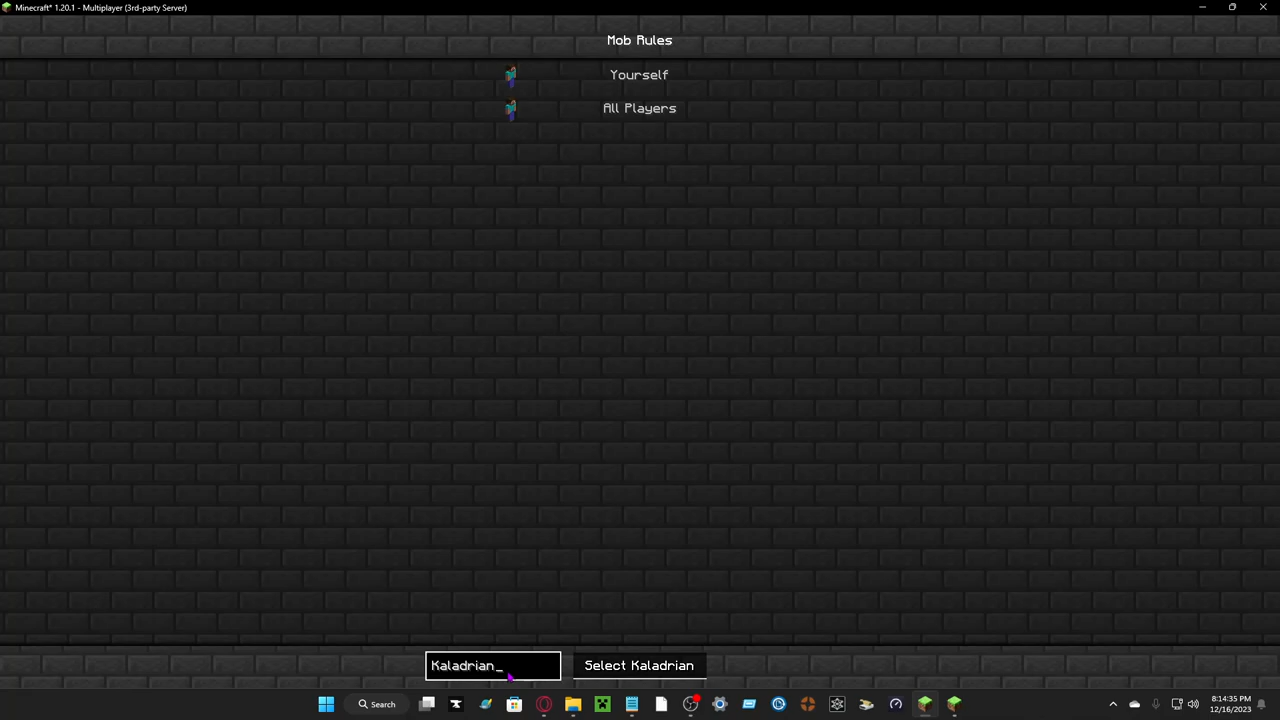 Minecraft* 1.20.1 - Multiplayer (3rd-party Server)
Mob Rules
Yourself
All Players
Kaladrian_
Select Kaladrian
Search
8:14:35 PM
12/16/2023